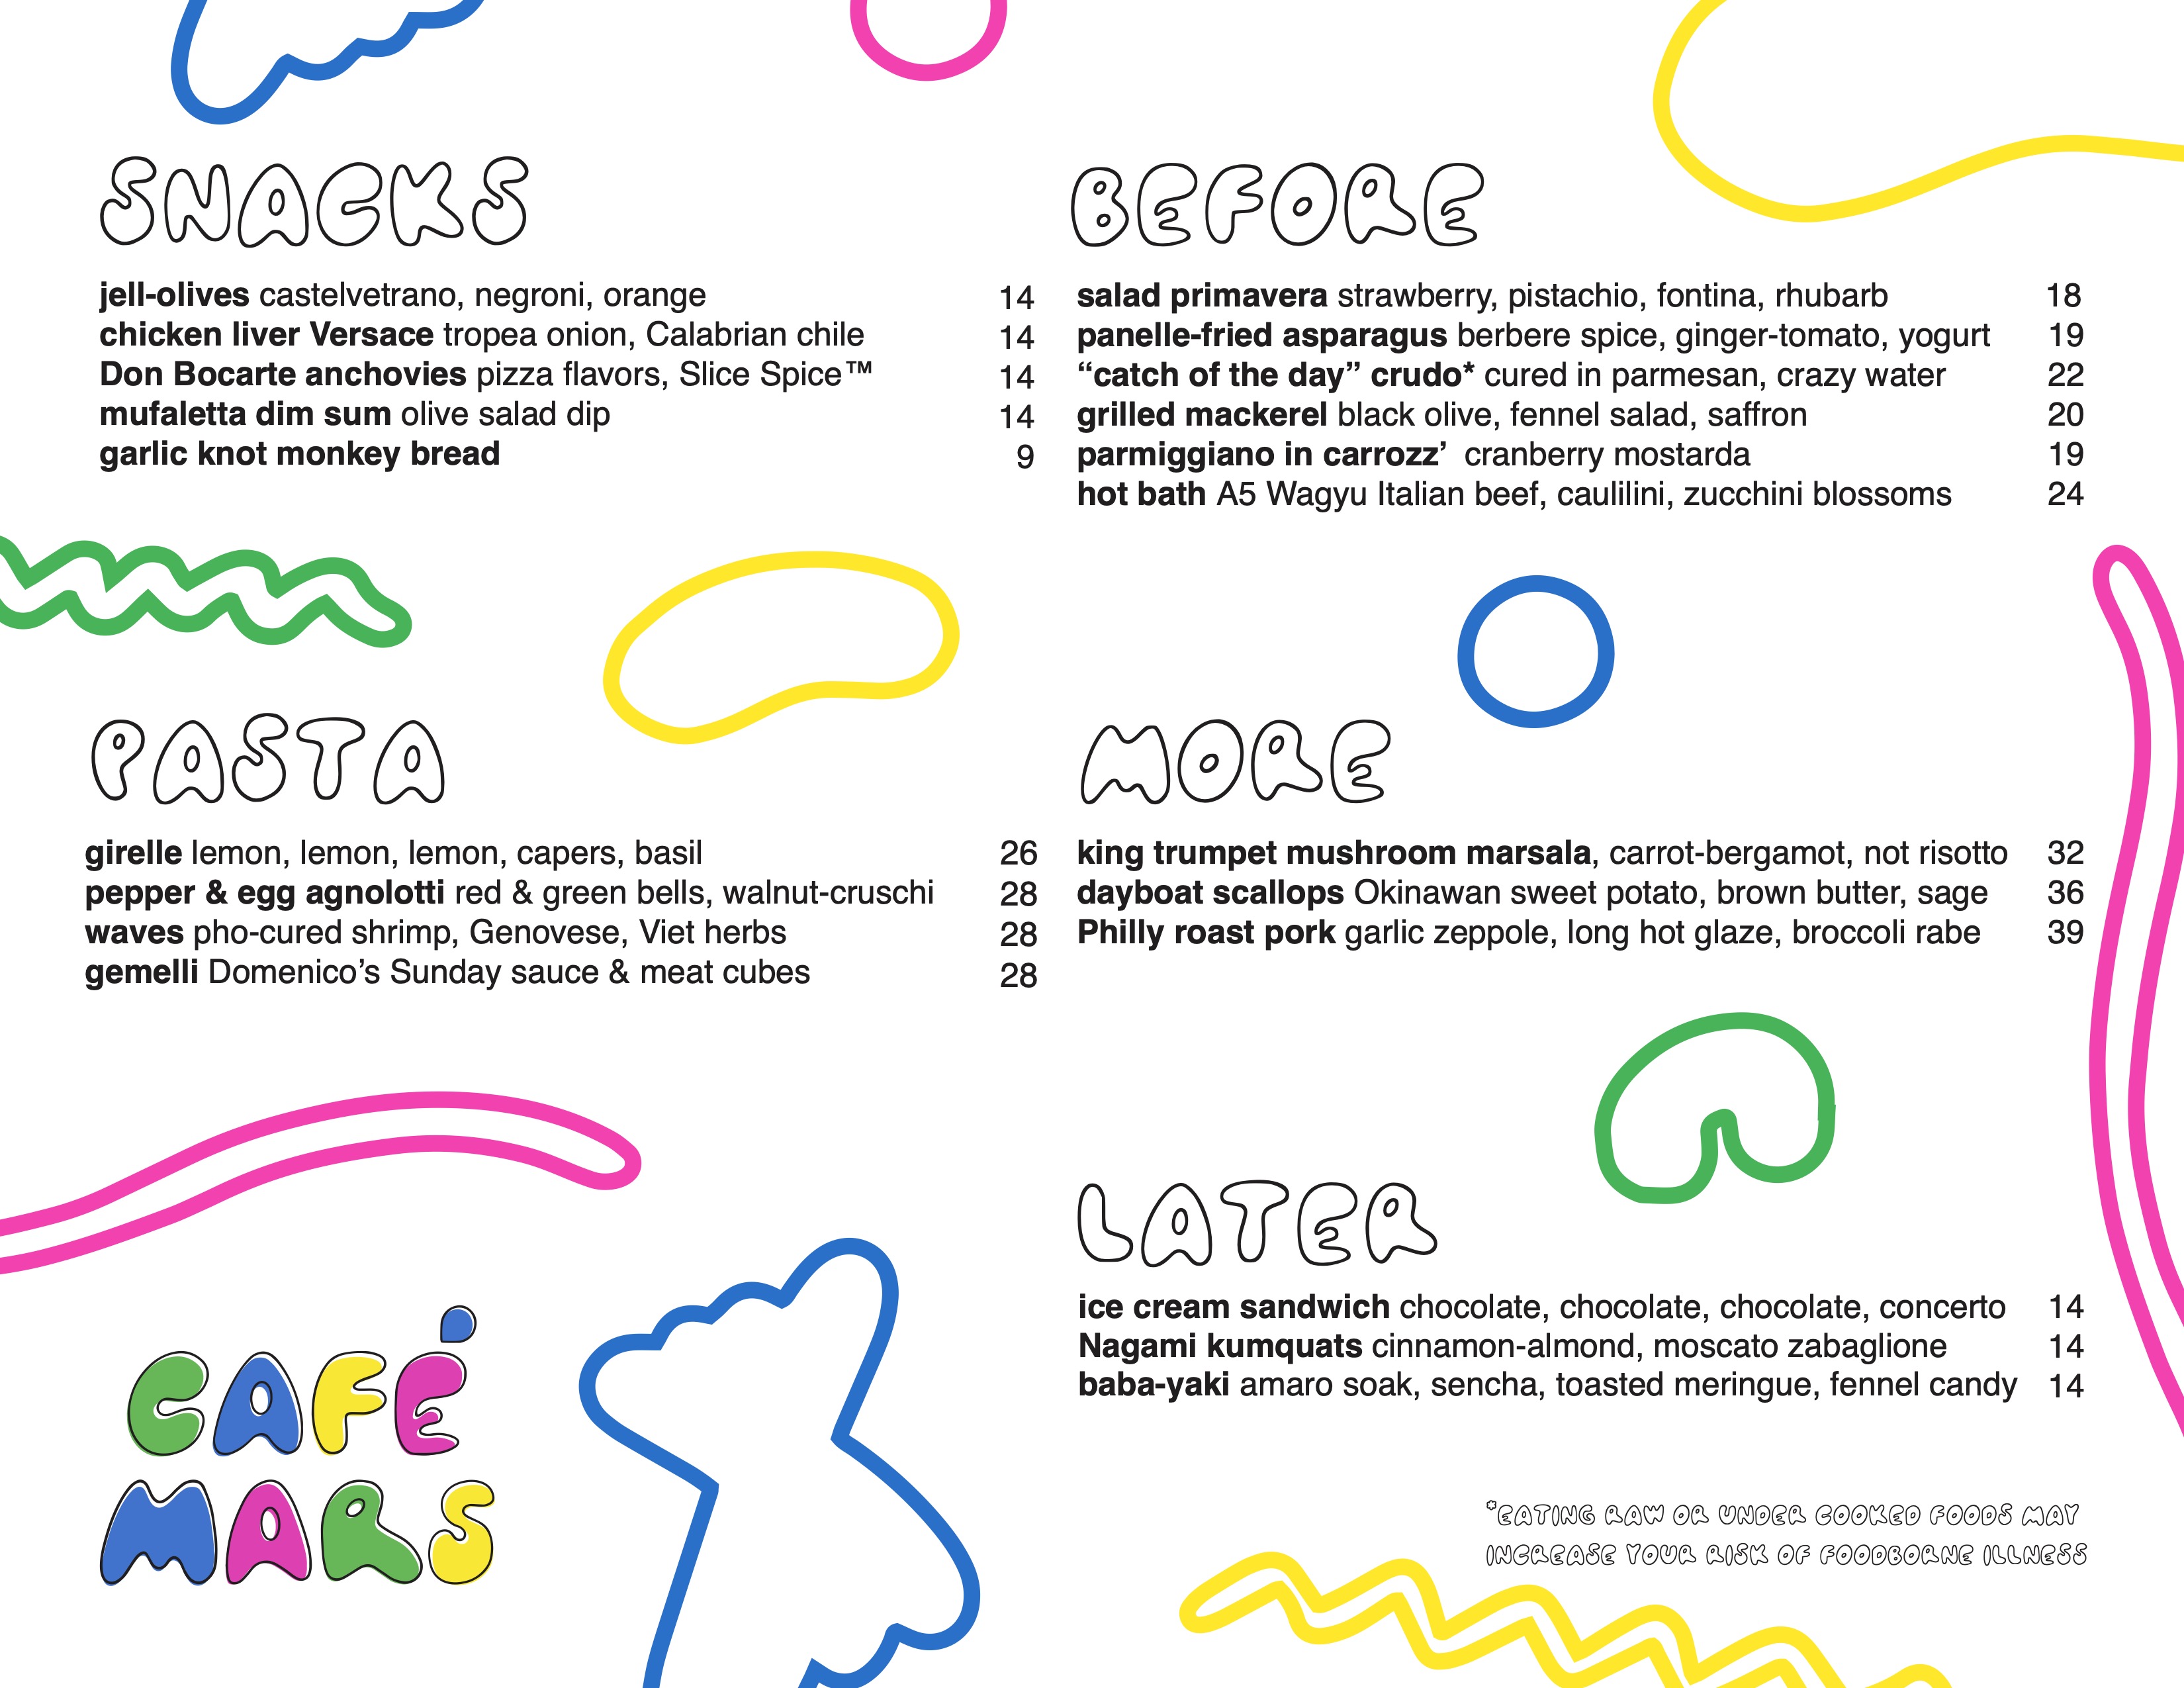 SNACKS
jell-olives castelvetrano, negroni, orange 14
chicken liver Versace tropea onion, Calabrian chile 14
Don Bocarte anchovies pizza flavors, Slice Spice™ 14
mufaletta dim sum olive salad dip 14
garlic knot monkey bread 9
BEFORE
salad primavera strawberry, pistachio, fontina, rhubarb 18
panelle-fried asparagus berbere spice, ginger-tomato, yogurt 19
“catch of the day” crudo* cured in parmesan, crazy water 22
grilled mackerel black olive, fennel salad, saffron 20
parmiggiano in carrozz’ cranberry mostarda 19
hot bath A5 Wagyu Italian beef, caulilini, zucchini blossoms 24
PASTA
girelle lemon, lemon, lemon, capers, basil 26
pepper & egg agnolotti red & green bells, walnut-cruschi 28
waves pho-cured shrimp, Genovese, Viet herbs 28
gemelli Domenico’s Sunday sauce & meat cubes 28
MORE
king trumpet mushroom marsala, carrot-bergamot, not risotto 32
dayboat scallops Okinawan sweet potato, brown butter, sage 36
Philly roast pork garlic zeppole, long hot glaze, broccoli rabe 39
LATER
ice cream sandwich chocolate, chocolate, chocolate, concerto 14
Nagami kumquats cinnamon-almond, moscato zabaglione 14
baba-yaki amaro soak, sencha, toasted meringue, fennel candy 14
CAFÉ
MARS
*EATING RAW OR UNDER COOKED FOODS MAY
INCREASE YOUR RISK OF FOODBORNE ILLNESS